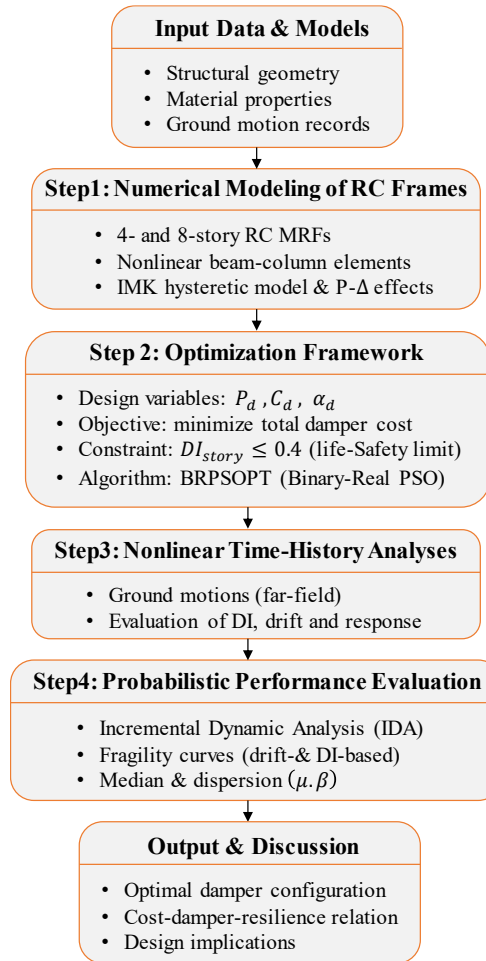 Input Data & Models
• Structural geometry
• Material properties
• Ground motion records
Step1: Numerical Modeling of RC Frames
• 4- and 8-story RC MRFs
• Nonlinear beam-column elements
• IMK hysteretic model & P-Δ effects
Step 2: Optimization Framework
• Design variables: P_d , C_d , α_d
• Objective: minimize total damper cost
• Constraint: DI_story ≤ 0.4 (life-Safety limit)
• Algorithm: BRPSOPT (Binary-Real PSO)
Step3: Nonlinear Time-History Analyses
• Ground motions (far-field)
• Evaluation of DI, drift and response
Step4: Probabilistic Performance Evaluation
• Incremental Dynamic Analysis (IDA)
• Fragility curves (drift-& DI-based)
• Median & dispersion (μ.β)
Output & Discussion
• Optimal damper configuration
• Cost-damper-resilience relation
• Design implications